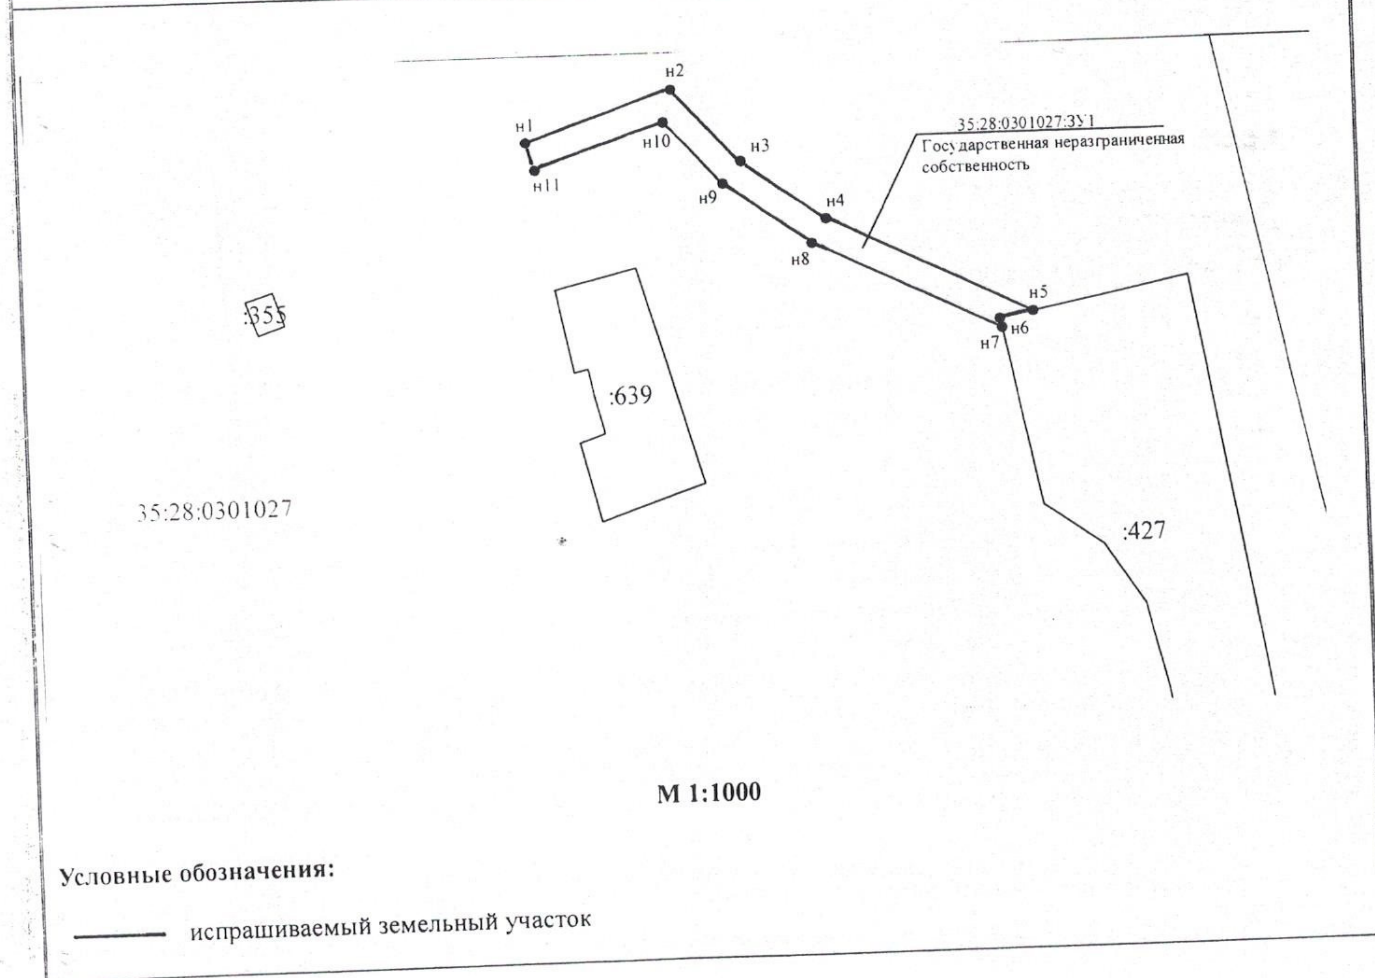 н2
н1
н10
н11
н3
н9
н4
н8
35:28:0301027:ЗУ1
Государственная неразграниченная
собственность
н5
н6
н7
:355
:639
35:28:0301027
:427
М 1:1000
Условные обозначения:
испрашиваемый земельный участок